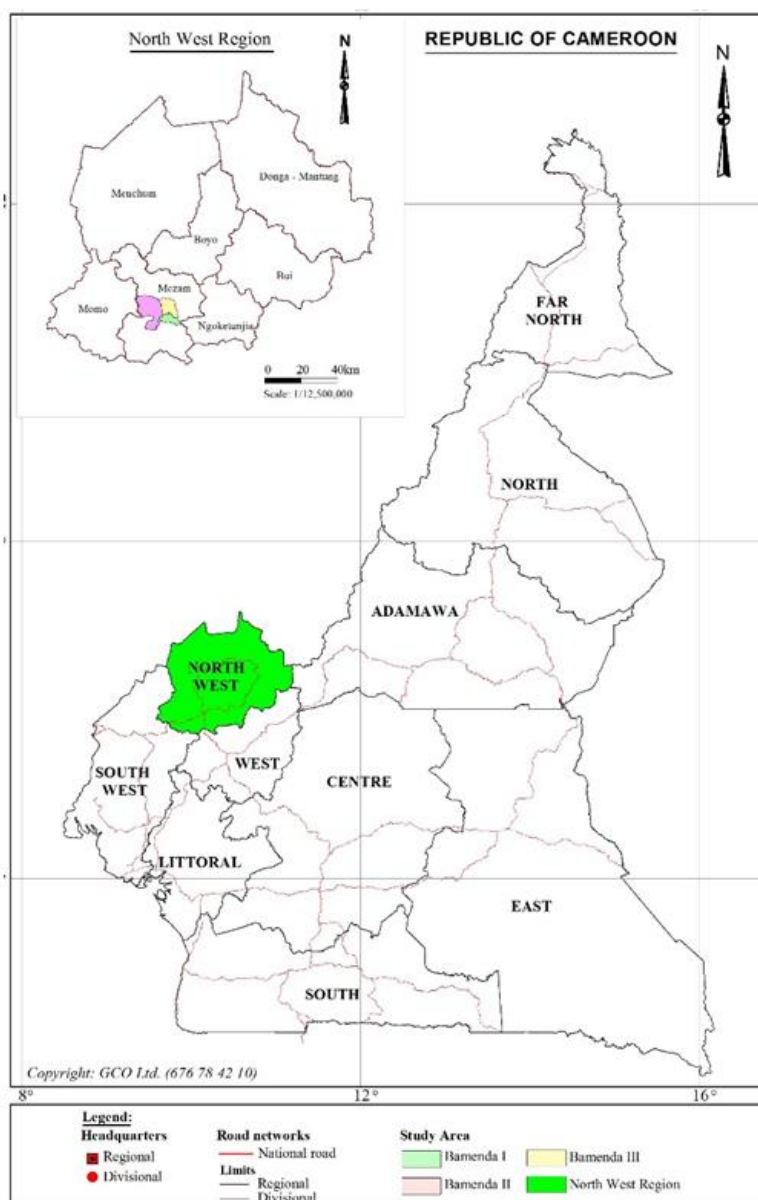 North West Region
N
REPUBLIC OF CAMEROON
N
Menchum
Donga - Mantung
Boyo
Bui
Mezam
Momo
Ngoketunjia
0 20 40km
Scale: 1/12,500,000
FAR
NORTH
NORTH
ADAMAWA
NORTH
WEST
SOUTH
WEST
WEST
CENTRE
LITTORAL
EAST
SOUTH
Copyright: GCO Ltd. (676 78 42 10)
8° 12° 16°
Legend:
Headquarters
Regional
Divisional
Road networks
National road
Limits
Regional
Divisional
Study Area
Bamenda I
Bamenda II
Bamenda III
North West Region